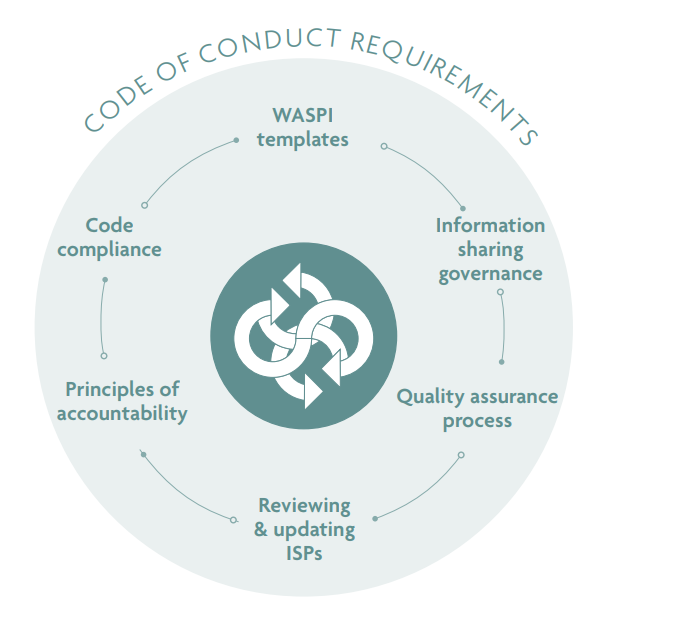 CODE OF CONDUCT REQUIREMENTS
WASPI
templates
Information
sharing
governance
Quality assurance
process
Reviewing
& updating
ISPs
Principles of
accountability
Code
compliance